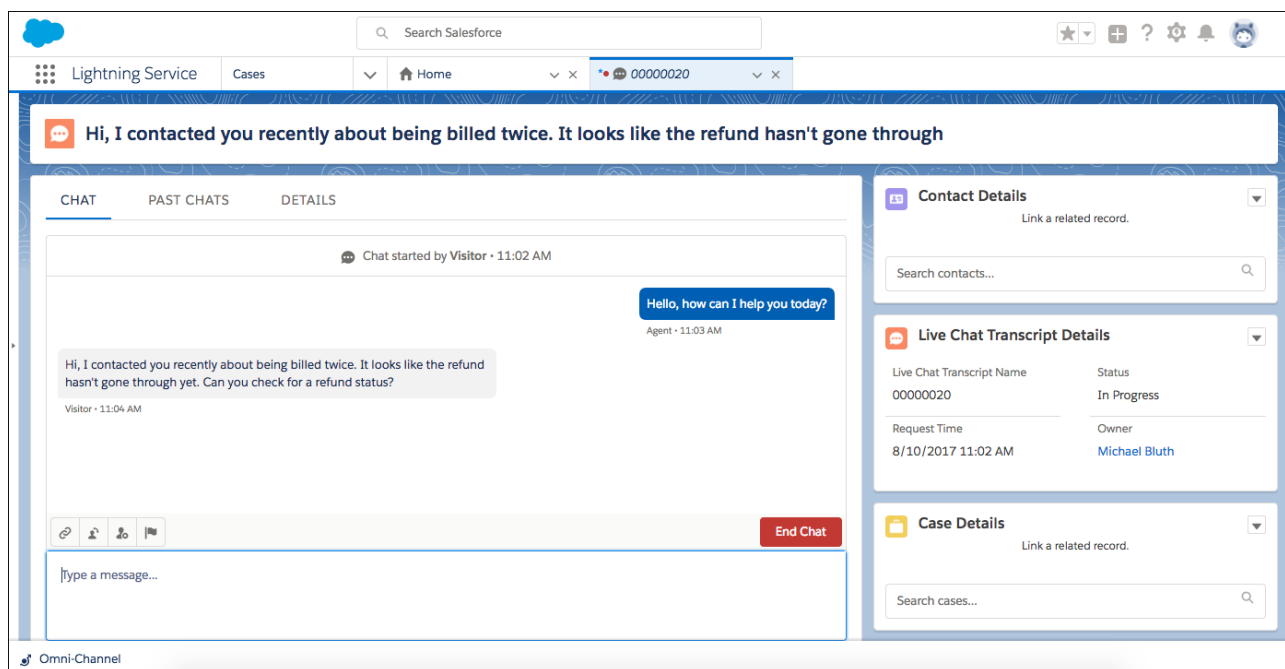 Search Salesforce
Lightning Service
Cases
Home
00000020
Hi, I contacted you recently about being billed twice. It looks like the refund hasn't gone through
CHAT
PAST CHATS
DETAILS
Chat started by Visitor • 11:02 AM
Hello, how can I help you today?
Agent • 11:03 AM
Hi, I contacted you recently about being billed twice. It looks like the refund
hasn't gone through yet. Can you check for a refund status?
Visitor • 11:04 AM
End Chat
Type a message...
Contact Details
Link a related record.
Search contacts...
Live Chat Transcript Details
Live Chat Transcript Name
Status
00000020
In Progress
Request Time
Owner
8/10/2017 11:02 AM
Michael Bluth
Case Details
Link a related record.
Search cases...
Omni-Channel